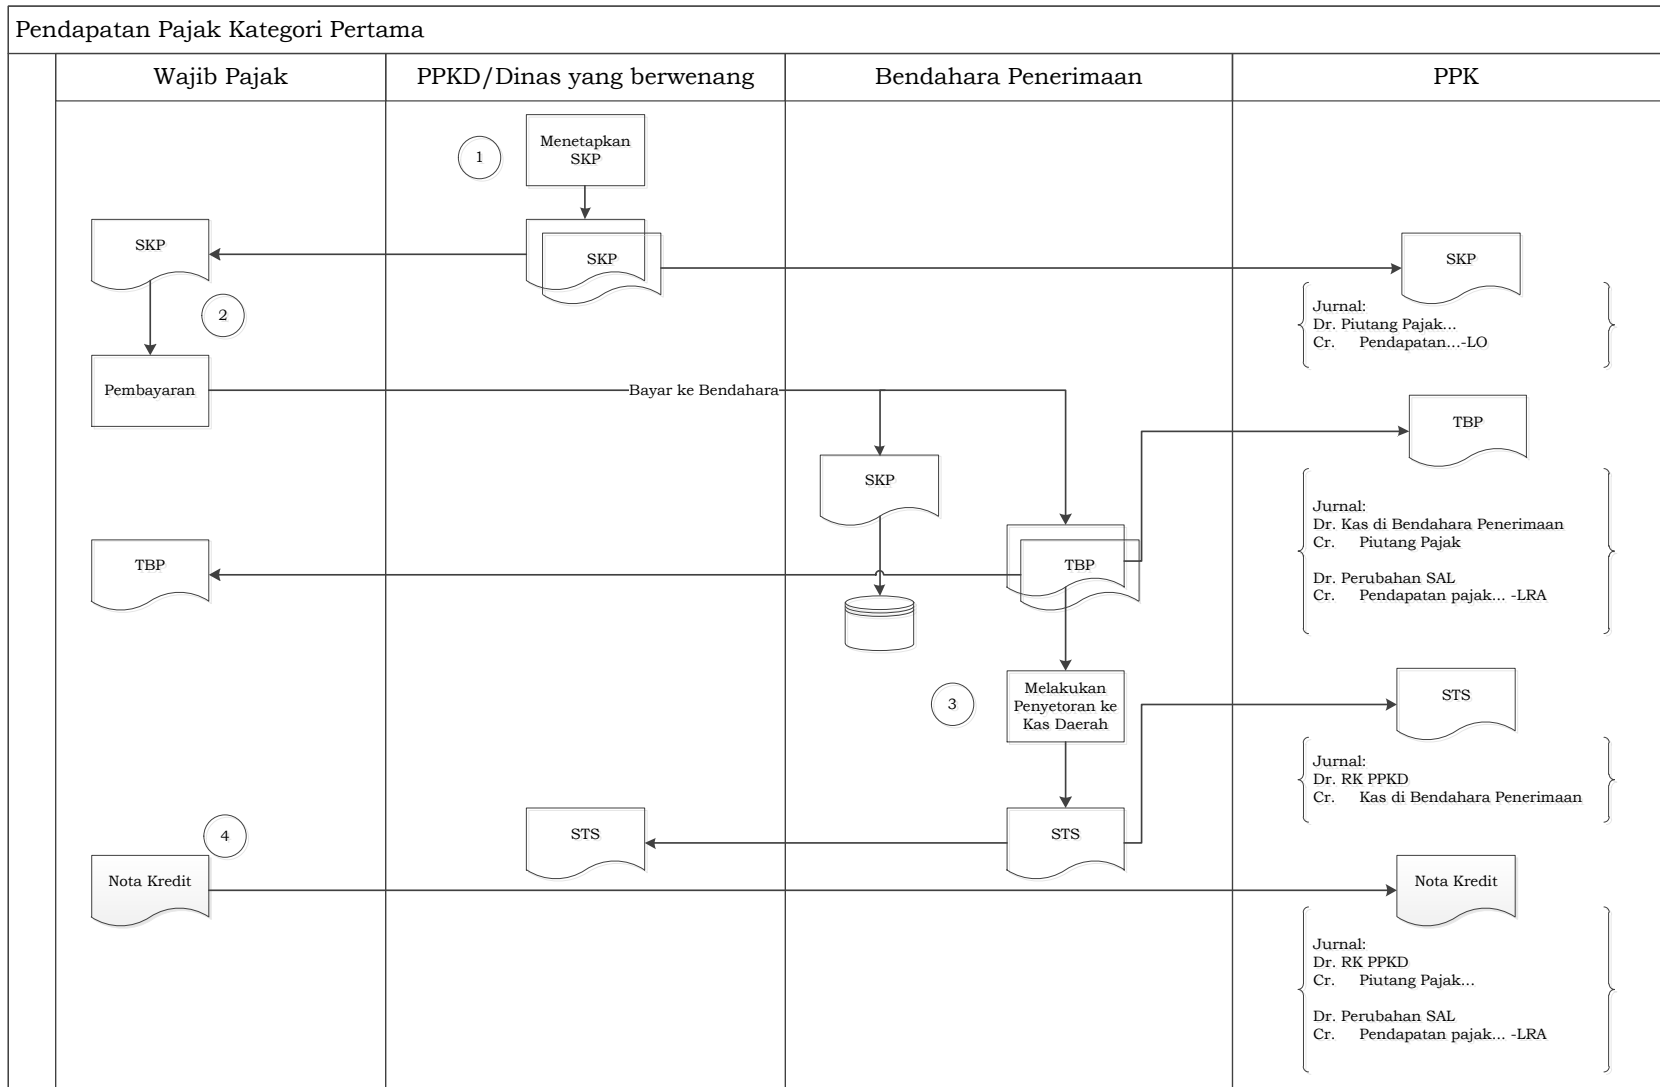 Pendapatan Pajak Kategori Pertama
Wajib Pajak
PPKD/Dinas yang berwenang
Bendahara Penerimaan
PPK
1
Menetapkan
SKP
SKP
SKP
SKP
2
Jurnal:
Dr. Piutang Pajak...
Cr. Pendapatan...-LO
Pembayaran
Bayar ke Bendahara
TBP
SKP
Jurnal:
Dr. Kas di Bendahara Penerimaan
Cr. Piutang Pajak
Dr. Perubahan SAL
Cr. Pendapatan pajak... -LRA
TBP
TBP
3
Melakukan
Penyetoran ke
Kas Daerah
STS
Jurnal:
Dr. RK PPKD
Cr. Kas di Bendahara Penerimaan
4
STS
STS
Nota Kredit
Nota Kredit
Jurnal:
Dr. RK PPKD
Cr. Piutang Pajak...
Dr. Perubahan SAL
Cr. Pendapatan pajak... -LRA